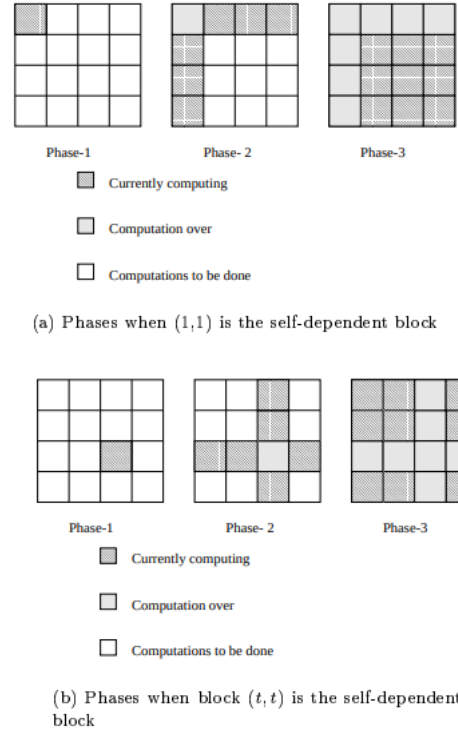 Phase-1 Phase- 2 Phase-3
Currently computing
Computation over
Computations to be done
(a) Phases when (1,1) is the self-dependent block
Phase-1 Phase- 2 Phase-3
Currently computing
Computation over
Computations to be done
(b) Phases when block (t, t) is the self-dependent
block